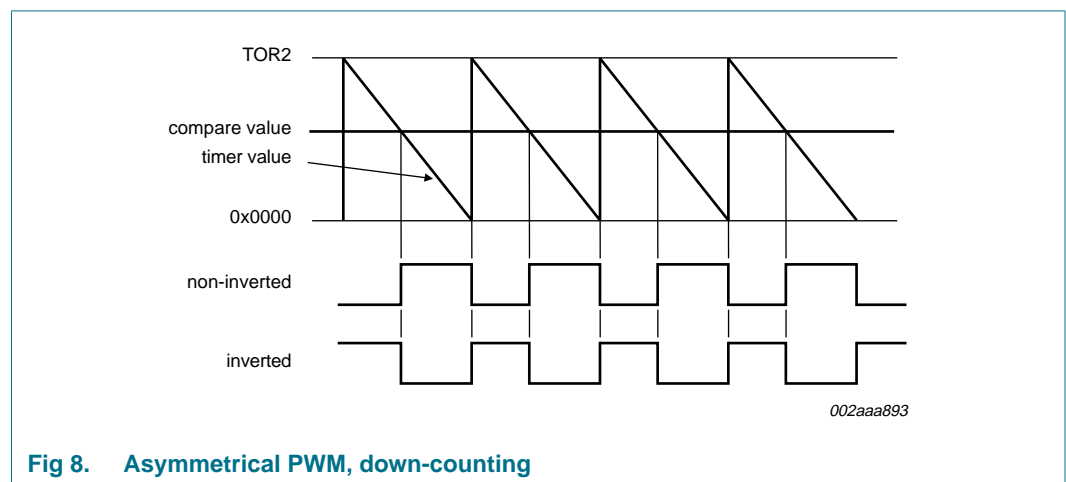 TOR2
compare value
timer value
0x0000
non-inverted
inverted
002aaa893
Fig 8. Asymmetrical PWM, down-counting